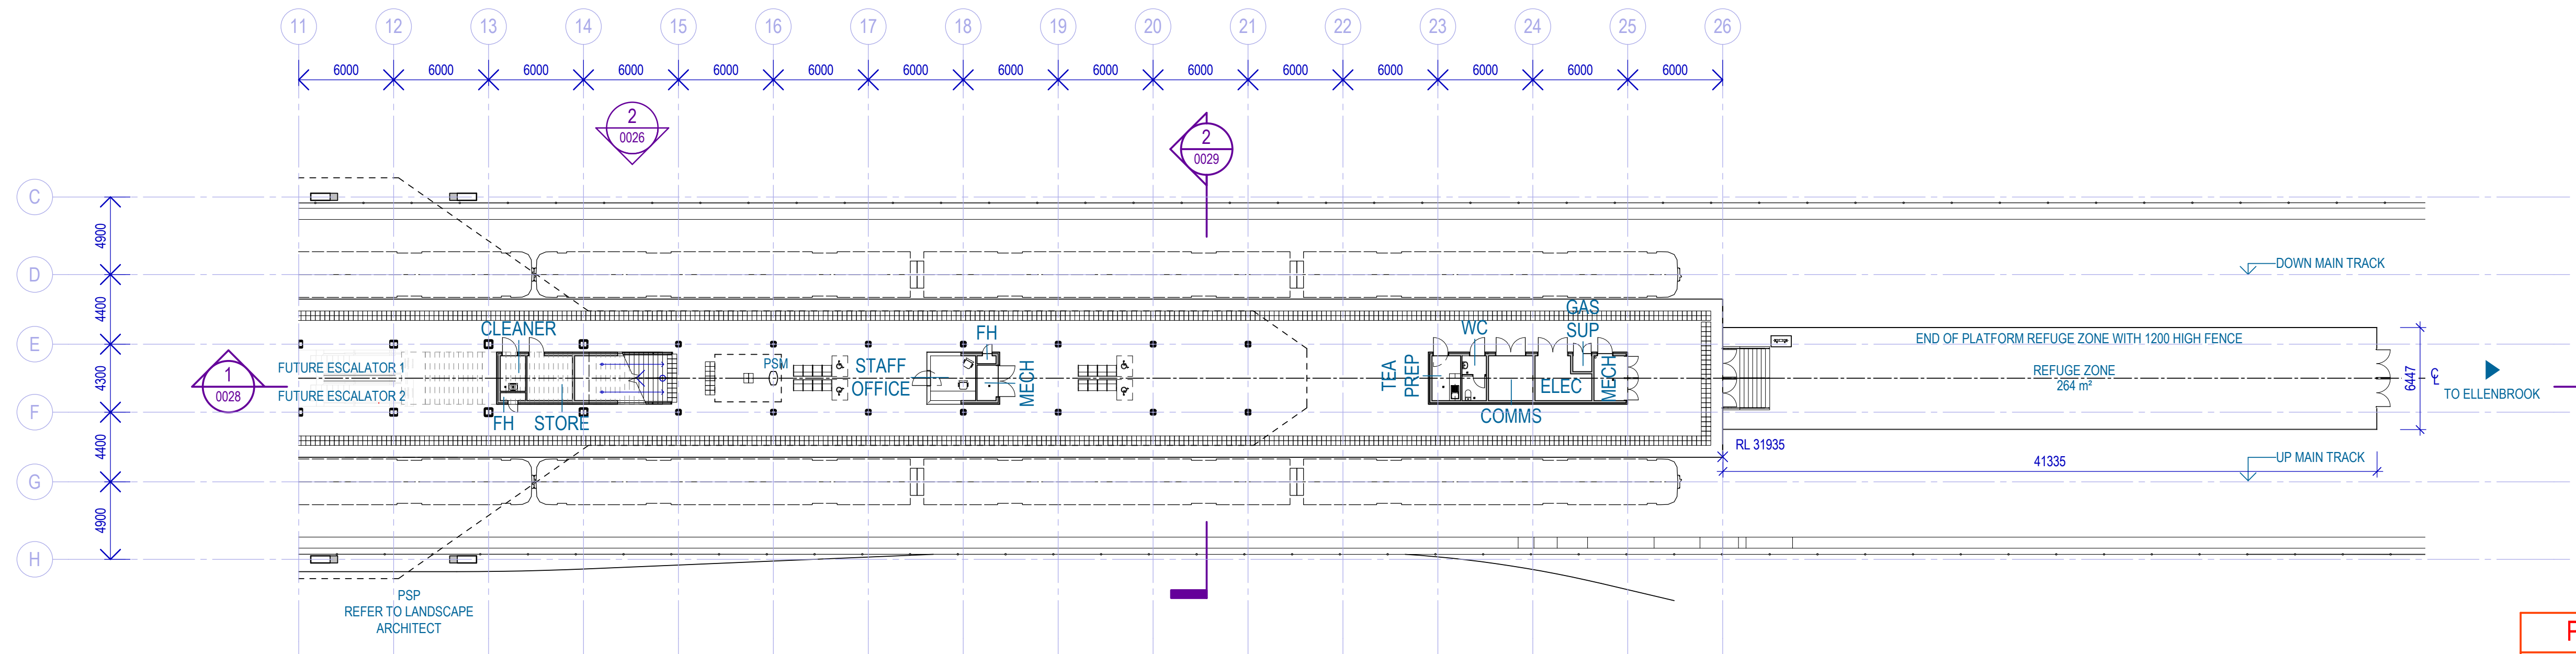 11 12 13 14 15 16 17 18 19 20 21 22 23 24 25 26
6000 6000 6000 6000 6000 6000 6000 6000 6000 6000 6000 6000 6000 6000 6000
2
0026
2
0029
C
4900
D
DOWN MAIN TRACK
4400
E
CLEANER
FH
WC
GAS
SUP
END OF PLATFORM REFUGE ZONE WITH 1200 HIGH FENCE
1
0028
FUTURE ESCALATOR 1
FUTURE ESCALATOR 2
4300
PSM
STAFF
OFFICE
MECH
TEA
PREP
ELEC
MECH
REFUGE ZONE
264 m²
6447
CL
TO ELLENBROOK
F
FH
STORE
COMMS
4400
RL 31935
41335
G
UP MAIN TRACK
4900
H
PSP
REFER TO LANDSCAPE
ARCHITECT